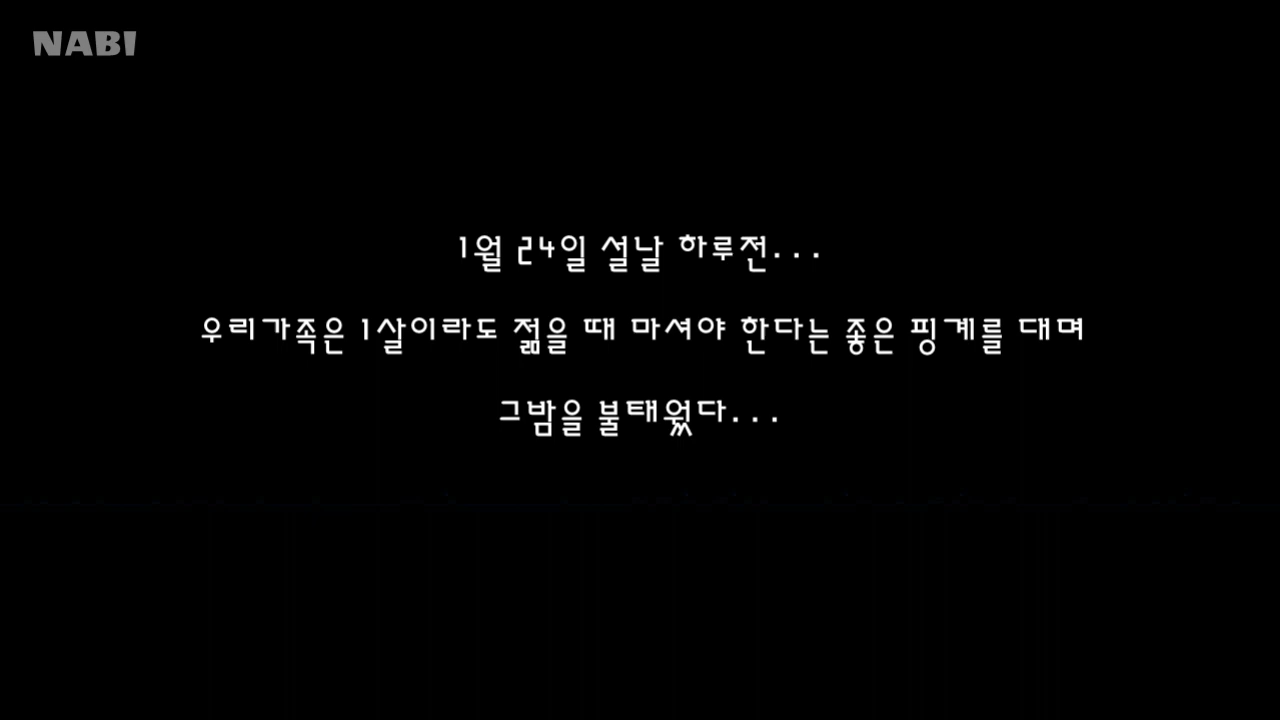 NABI
1월 24일 설날 하루전...
우리가족은 1살이라도 젊을 때 마셔야 한다는 좋은 핑계를 대며
그밤을 불태웠다...